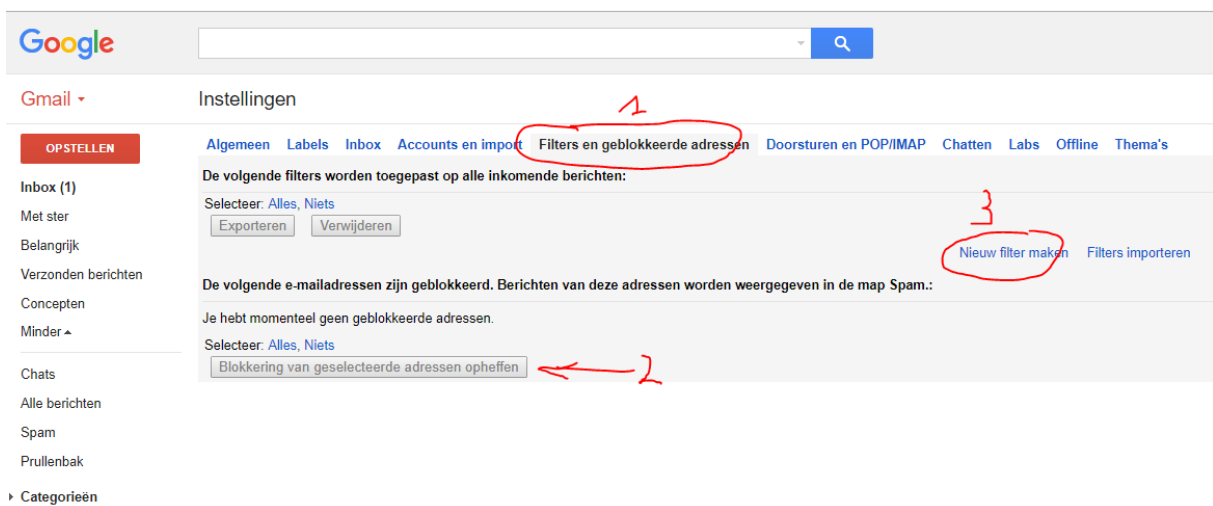 Google
Gmail
Instellingen
1
OPSTELLEN
Algemeen Labels Inbox Accounts en import Filters en geblokkeerde adressen Doorsturen en POP/IMAP Chatten Labs Offline Thema's
De volgende filters worden toegepast op alle inkomende berichten:
Inbox (1)
Selecteer: Alles, Niets
Met ster
Exporteren Verwijderen
3
Belangrijk
Nieuw filter maken Filters importeren
Verzonden berichten
De volgende e-mailadressen zijn geblokkeerd. Berichten van deze adressen worden weergegeven in de map Spam.:
Concepten
Je hebt momenteel geen geblokkeerde adressen.
Minder
Selecteer: Alles, Niets
Blokkering van geselecteerde adressen opheffen 2
Chats
Alle berichten
Spam
Prullenbak
Categorieën